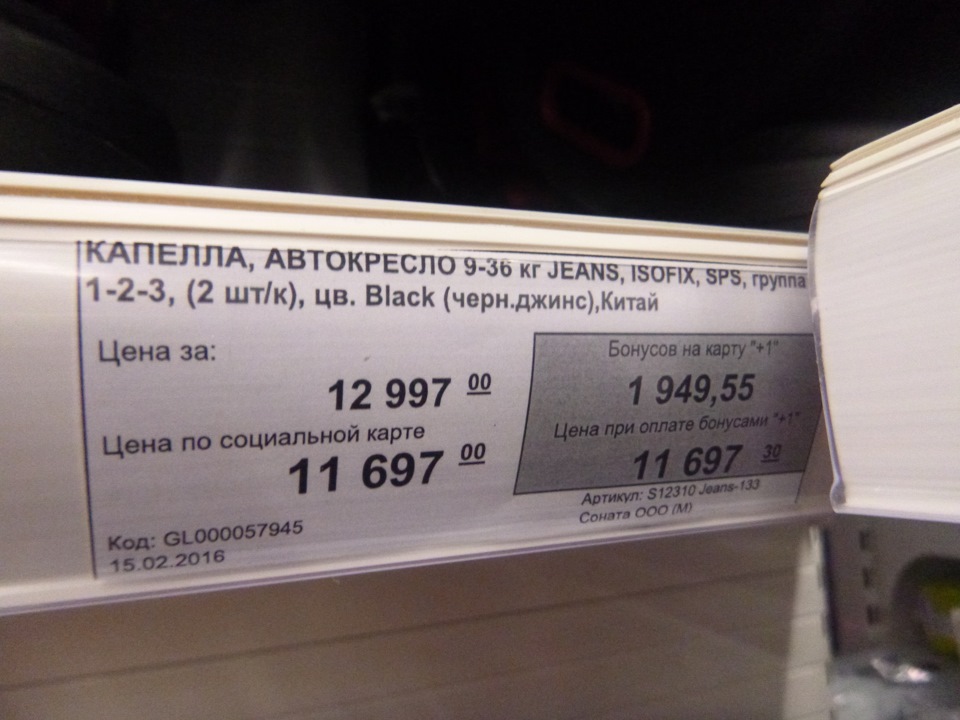 КАПЕЛЛА, АВТОКРЕСЛО 9-36 кг JEANS, ISOFIX, SPS, группа
1-2-3, (2 шт/к), цв. Black (черн.джинс),Китай
Цена за:
12 997 00
Цена по социальной карте
11 697 00
Бонусов на карту "+1"
1 949,55
Цена при оплате бонусами "+1"
11 697 30
Артикул: S12310 Jeans-133
Соната ООО (М)
Код: GL000057945
15.02.2016